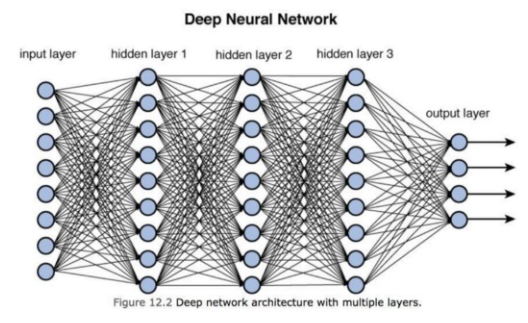 Deep Neural Network
input layer
hidden layer 1
hidden layer 2
hidden layer 3
output layer
Figure 12.2 Deep network architecture with multiple layers.